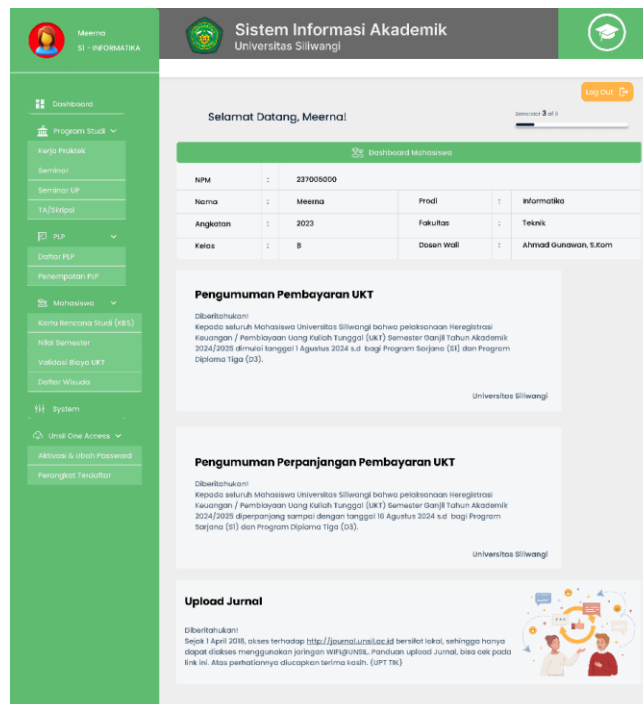 Meerna
S1 - INFORMATIKA
Sistem Informasi Akademik
Universitas Siliwangi
Log Out
Dashboard
Program Studi
Kerja Praktek
Seminar
Seminar UP
TA/Skripsi
PLP
Daftar PLP
Penempatan PLP
Mahasiswa
Kartu Rencana Studi (KRS)
Nilai Semester
Validasi Biaya UKT
Daftar Wisuda
System
Unsil One Access
Aktivasi & Ubah Password
Perangkat Terdaftar
Selamat Datang, Meerna!
Semester 3 of 8
Dashboard Mahasiswa
NPM : 237006000
Nama : Meerna Prodi : Informatika
Angkatan : 2023 Fakultas : Teknik
Kelas : B Dosen Wali : Ahmad Gunawan, S.Kom
Pengumuman Pembayaran UKT
Diberitahukan!
Kepada seluruh Mahasiswa Universitas Siliwangi bahwa pelaksanaan Heregistrasi
Keuangan / Pembiayaan Uang Kuliah Tunggal (UKT) Semester Ganjil Tahun Akademik
2024/2025 dimulai tanggal 1 Agustus 2024 s.d bagi Program Sarjana (S1) dan Program
Diploma Tiga (D3).
Universitas Siliwangi
Pengumuman Perpanjangan Pembayaran UKT
Diberitahukan!
Kepada seluruh Mahasiswa Universitas Siliwangi bahwa pelaksanaan Heregistrasi
Keuangan / Pembiayaan Uang Kuliah Tunggal (UKT) Semester Ganjil Tahun Akademik
2024/2025 diperpanjang sampai dengan tanggal 16 Agustus 2024 s.d bagi Program
Sarjana (S1) dan Program Diploma Tiga (D3).
Universitas Siliwangi
Upload Jurnal
Diberitahukan!
Sejak 1 April 2018, akses terhadap http://journal.unsil.ac.id bersifat lokal, sehingga hanya
dapat diakses menggunakan jaringan WIFI@UNSIL. Panduan upload Jurnal, bisa cek pada
link ini. Atas perhatiannya diucapkan terima kasih. (UPT TIK)